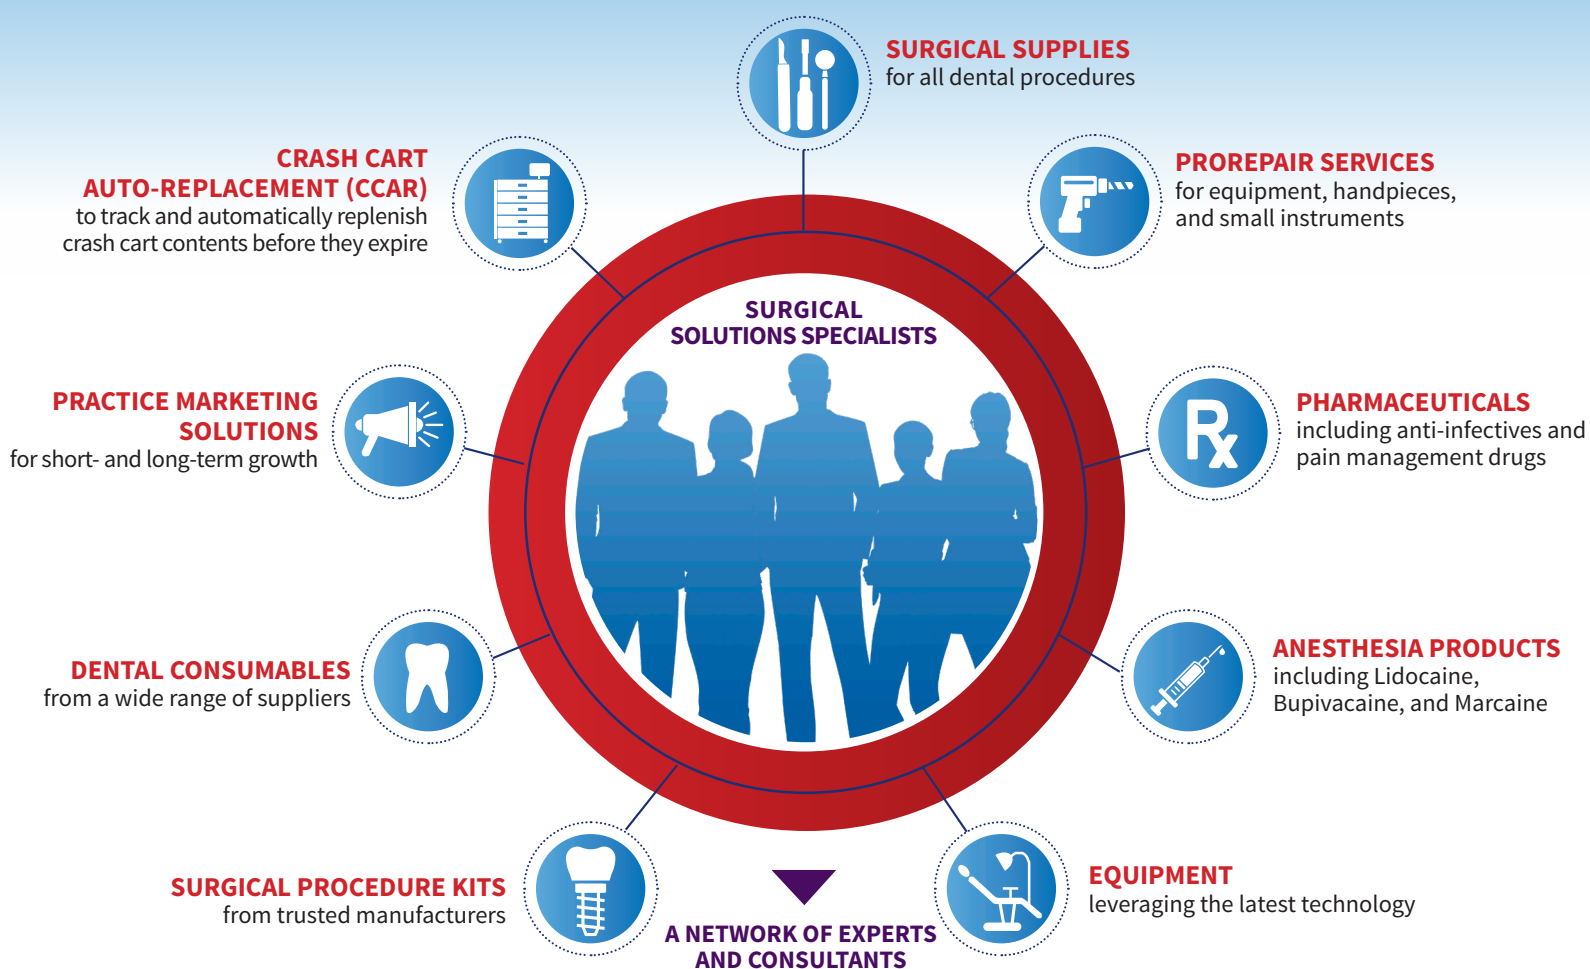 SURGICAL SUPPLIES
for all dental procedures
CRASH CART
AUTO-REPLACEMENT (CCAR)
to track and automatically replenish
crash cart contents before they expire
PROREPAIR SERVICES
for equipment, handpieces,
and small instruments
SURGICAL
SOLUTIONS SPECIALISTS
PRACTICE MARKETING
SOLUTIONS
for short- and long-term growth
PHARMACEUTICALS
including anti-infectives and
pain management drugs
Rx
DENTAL CONSUMABLES
from a wide range of suppliers
ANESTHESIA PRODUCTS
including Lidocaine,
Bupivacaine, and Marcaine
SURGICAL PROCEDURE KITS
from trusted manufacturers
EQUIPMENT
leveraging the latest technology
A NETWORK OF EXPERTS
AND CONSULTANTS